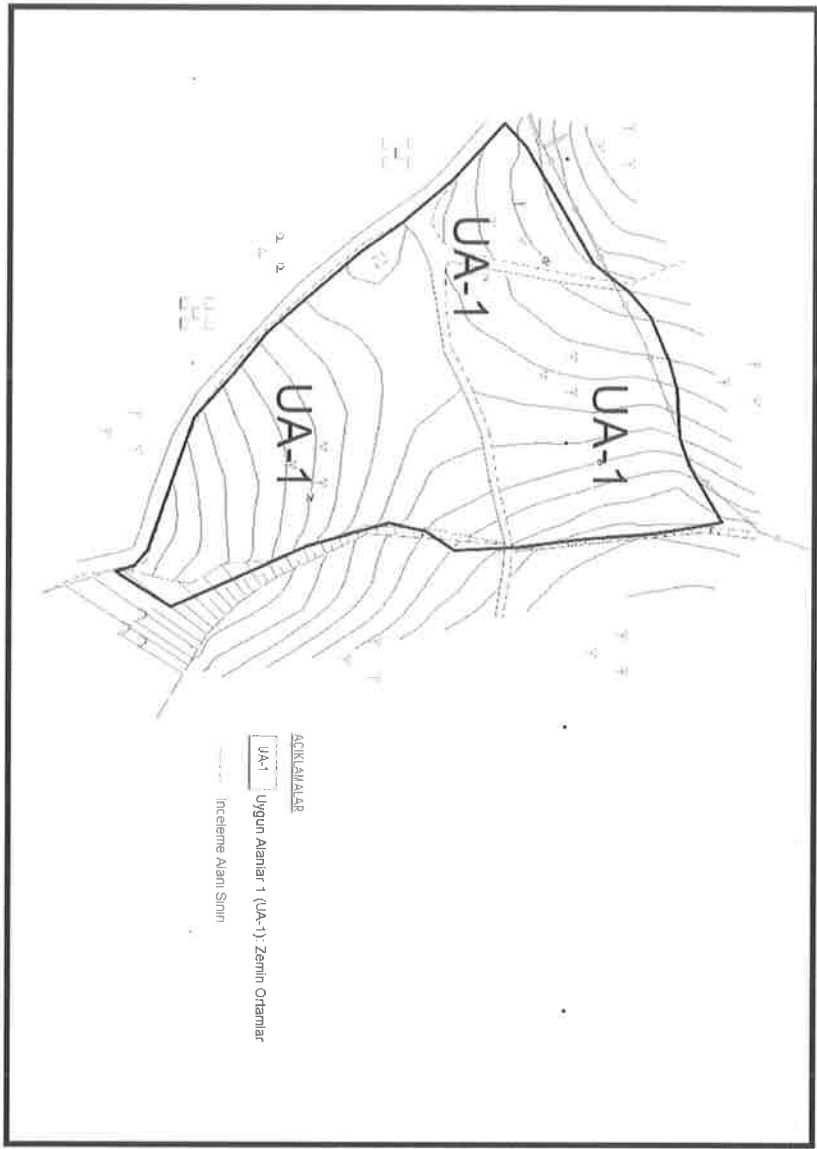 UA-1
UA-1
UA-1
AÇIKLAMALAR
UA-1
Uygun Alanlar 1 (UA-1): Zemin Ortamlar
İnceleme Alanı Sınırı